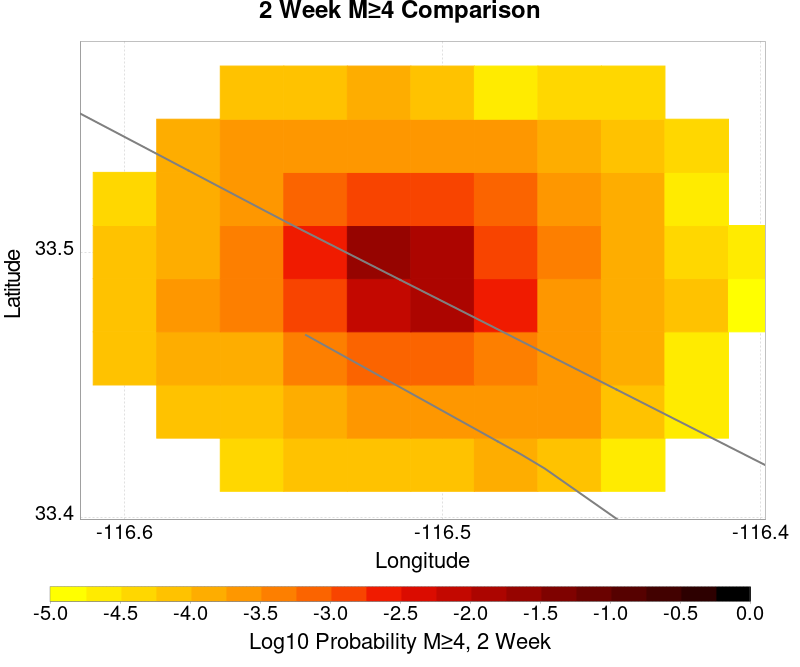 2 Week M≥4 Comparison
Latitude
33.5
33.4
-116.6 -116.5 -116.4
Longitude
-5.0 -4.5 -4.0 -3.5 -3.0 -2.5 -2.0 -1.5 -1.0 -0.5 0.0
Log10 Probability M≥4, 2 Week